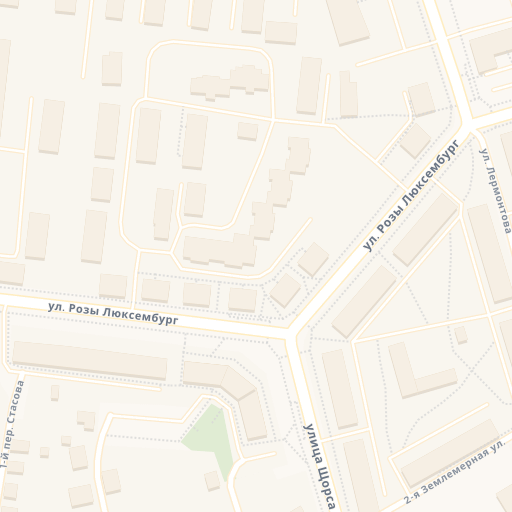 ул. Розы Люксембург
ул. Лермонтова
ул. Розы Люксембург
1-й пер. Стасова
улица Щорса
2-я Землемерная ул.